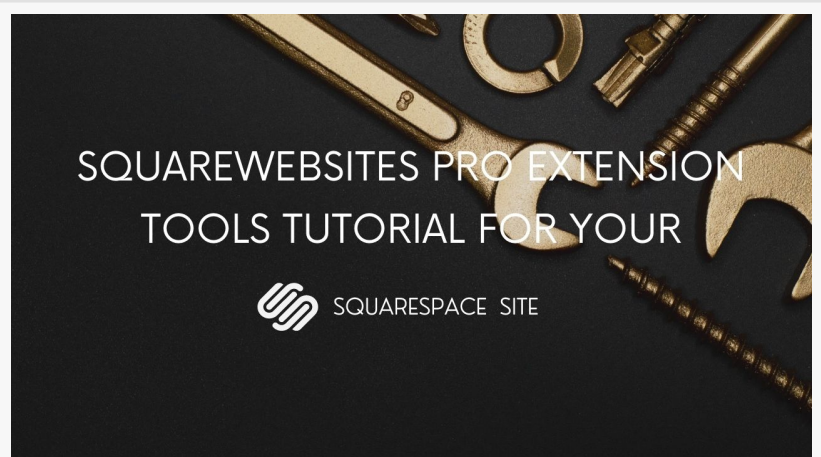 SQUAREWEBSITES PRO EXTENSION
TOOLS TUTORIAL FOR YOUR
SQUARESPACE SITE